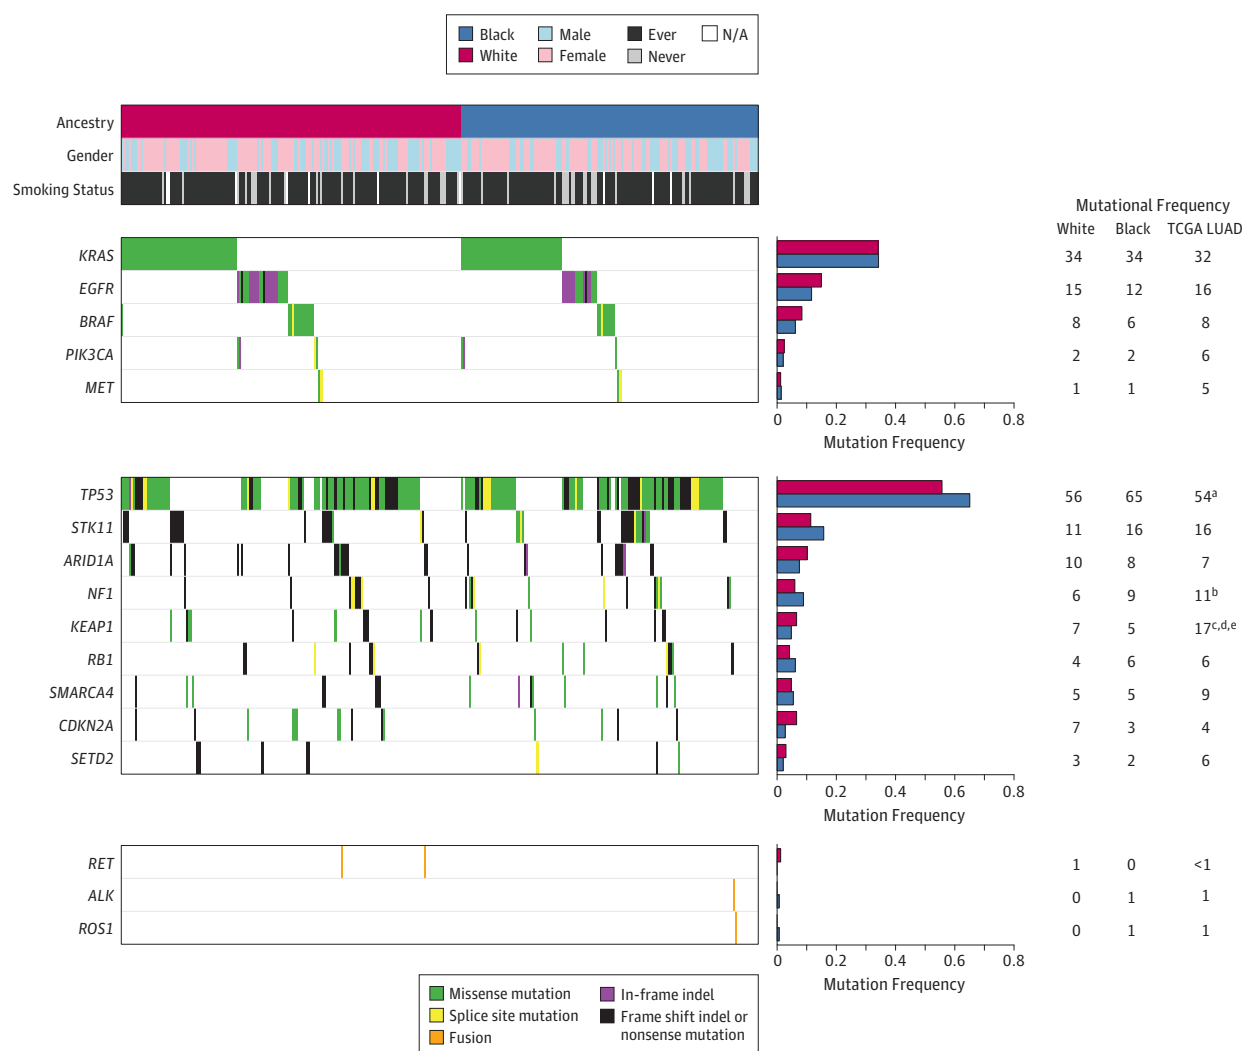 Black Male Ever N/A
White Female Never
Ancestry
Gender
Smoking Status
Mutational Frequency
White Black TCGA LUAD
KRAS 34 34 32
EGFR 15 12 16
BRAF 8 6 8
PIK3CA 2 2 6
MET 1 1 5
0 0.2 0.4 0.6 0.8
Mutation Frequency
TP53 56 65 54a
STK11 11 16 16
ARID1A 10 8 7
NF1 6 9 11b
KEAP1 7 5 17c,d,e
RB1 4 6 6
SMARCA4 5 5 9
CDKN2A 7 3 4
SETD2 3 2 6
0 0.2 0.4 0.6 0.8
Mutation Frequency
RET 1 0 <1
ALK 0 1 1
ROS1 0 1 1
0 0.2 0.4 0.6 0.8
Mutation Frequency
Missense mutation In-frame indel
Splice site mutation Frame shift indel or
nonsense mutation
Fusion